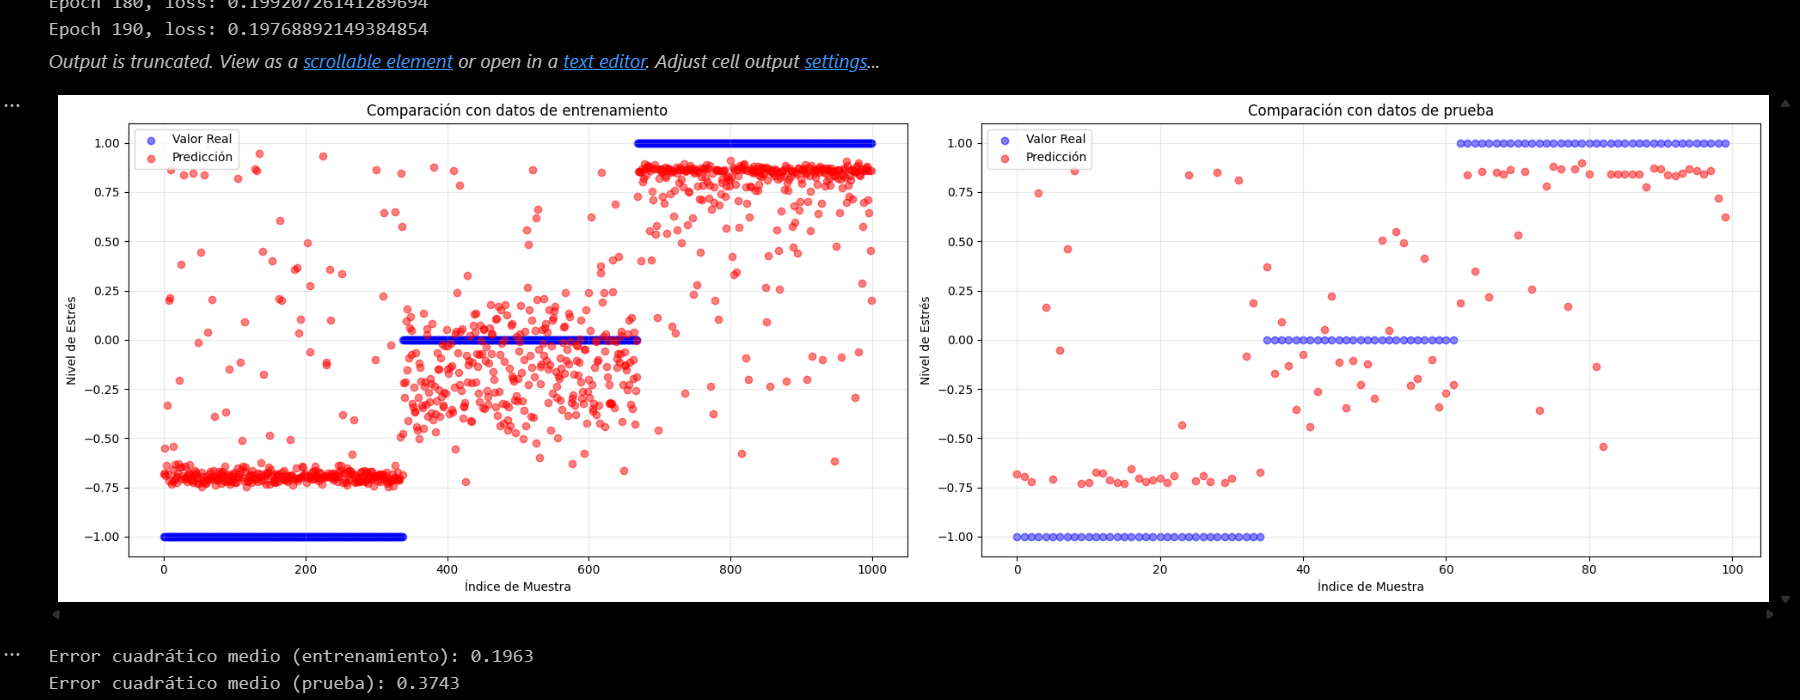 Epoch 180, loss: 0.19920726141289694
Epoch 190, loss: 0.19768892149384854
Output is truncated. View as a scrollable element or open in a text editor. Adjust cell output settings...
...
Comparación con datos de entrenamiento
Valor Real
Predicción
1.00
0.75
0.50
0.25
0.00
−0.25
−0.50
−0.75
−1.00
Nivel de Estrés
0 200 400 600 800 1000
Índice de Muestra
Comparación con datos de prueba
Valor Real
Predicción
1.00
0.75
0.50
0.25
0.00
−0.25
−0.50
−0.75
−1.00
Nivel de Estrés
0 20 40 60 80 100
Índice de Muestra
...
Error cuadrático medio (entrenamiento): 0.1963
Error cuadrático medio (prueba): 0.3743